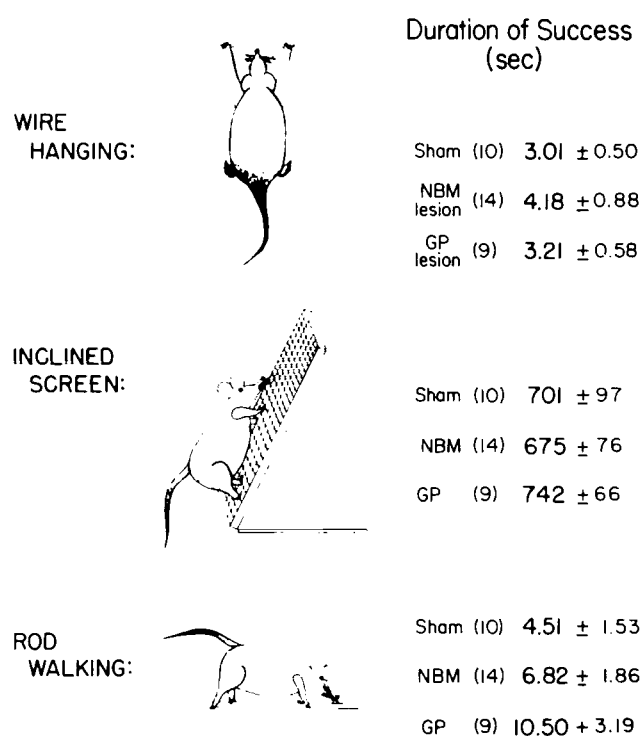 Duration of Success
(sec)
WIRE
HANGING:
Sham (10) 3.01 ± 0.50
NBM
lesion (14) 4.18 ± 0.88
GP
lesion (9) 3.21 ± 0.58
INCLINED
SCREEN:
Sham (10) 701 ± 97
NBM (14) 675 ± 76
GP (9) 742 ± 66
ROD
WALKING:
Sham (10) 4.51 ± 1.53
NBM (14) 6.82 ± 1.86
GP (9) 10.50 + 3.19